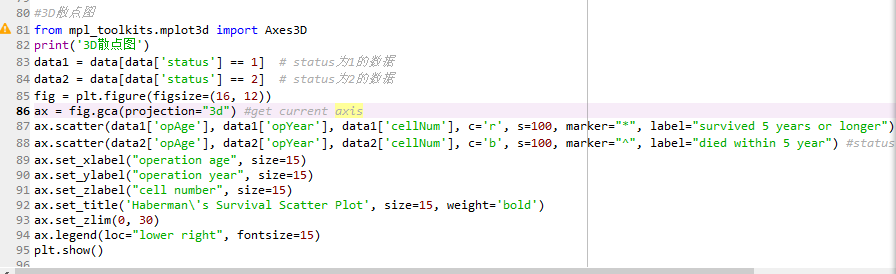 80 #3D散点图
81 from mpl_toolkits.mplot3d import Axes3D
82 print('3D散点图')
83 data1 = data[data['status'] == 1]  # status为1的数据
84 data2 = data[data['status'] == 2]  # status为2的数据
85 fig = plt.figure(figsize=(16, 12))
86 ax = fig.gca(projection="3d") #get current axis
87 ax.scatter(data1['opAge'], data1['opYear'], data1['cellNum'], c='r', s=100, marker="*", label="survived 5 years or longer")
88 ax.scatter(data2['opAge'], data2['opYear'], data2['cellNum'], c='b', s=100, marker="^", label="died within 5 year") #status
89 ax.set_xlabel("operation age", size=15)
90 ax.set_ylabel("operation year", size=15)
91 ax.set_zlabel("cell number", size=15)
92 ax.set_title('Haberman\'s Survival Scatter Plot', size=15, weight='bold')
93 ax.set_zlim(0, 30)
94 ax.legend(loc="lower right", fontsize=15)
95 plt.show()